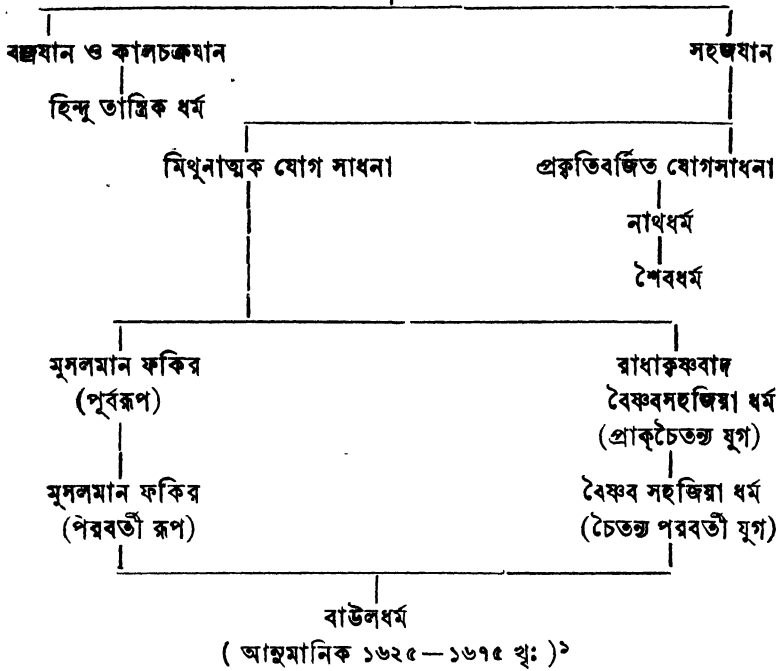 বজ্রযান ও কালচক্রযান সহজযান
হিন্দু তান্ত্রিক ধর্ম
মিথুনাত্মক যোগ সাধনা প্রকৃতিবর্জিত যোগসাধনা
নাথধর্ম
শৈবধর্ম
মুসলমান ফকির রাধাকৃষ্ণবাদ
(পূর্বরূপ) বৈষ্ণবসহজিয়া ধর্ম
(প্রাক্‌চৈতন্য যুগ)
মুসলমান ফকির বৈষ্ণব সহজিয়া ধর্ম
(পরবর্তী রূপ) (চৈতন্য পরবর্তী যুগ)
বাউলধর্ম
( আনুমানিক ১৬২৫—১৬৭৫ খৃঃ )১